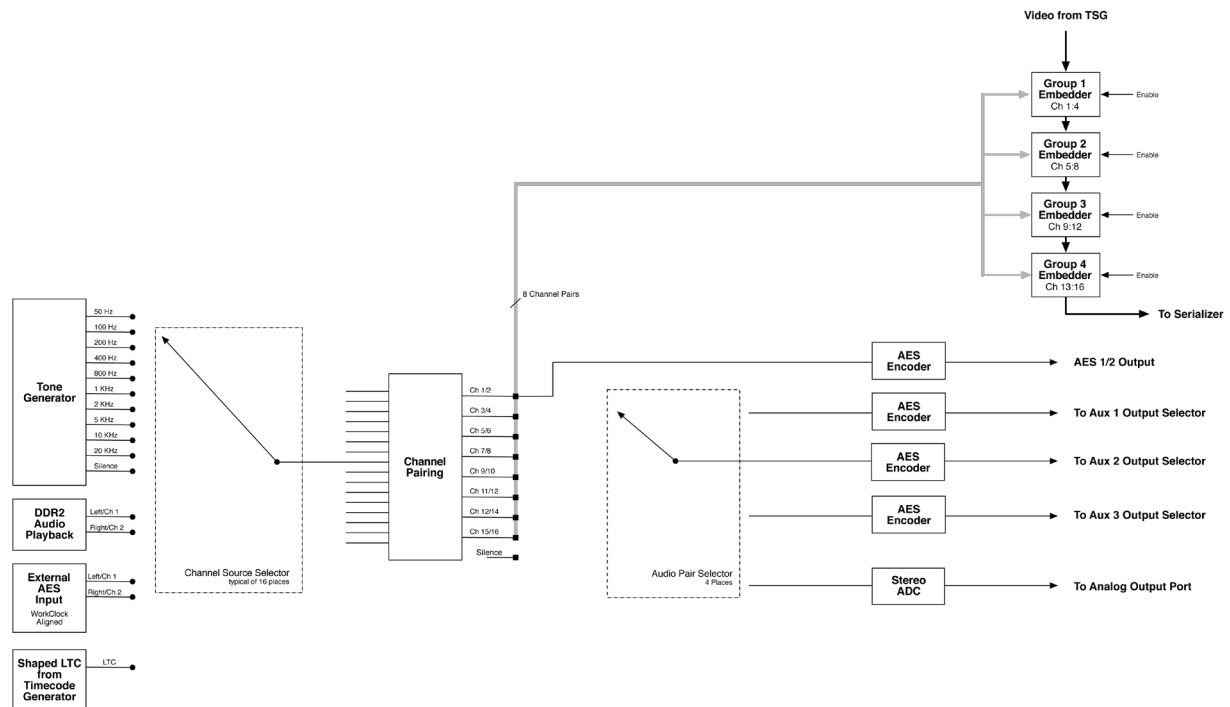 Video from TSG
Group 1
Embedder
Ch 1:4
Enable
Group 2
Embedder
Ch 5:8
Enable
Group 3
Embedder
Ch 9:12
Enable
Group 4
Embedder
Ch 13:16
Enable
To Serializer
8 Channel Pairs
Tone
Generator
50 Hz
100 Hz
200 Hz
400 Hz
800 Hz
1 KHz
2 KHz
5 KHz
10 KHz
20 KHz
Silence
DDR2
Audio
Playback
Left/Ch 1
Right/Ch 2
External
AES
Input
WorkClock
Aligned
Left/Ch 1
Right/Ch 2
Shaped LTC
from
Timecode
Generator
LTC
Channel Source Selector
typical of 16 places
Channel
Pairing
Ch 1/2
Ch 3/4
Ch 5/6
Ch 7/8
Ch 9/10
Ch 11/12
Ch 12/14
Ch 15/16
Silence
Audio Pair Selector
4 Places
AES
Encoder
AES 1/2 Output
AES
Encoder
To Aux 1 Output Selector
AES
Encoder
To Aux 2 Output Selector
AES
Encoder
To Aux 3 Output Selector
Stereo
ADC
To Analog Output Port